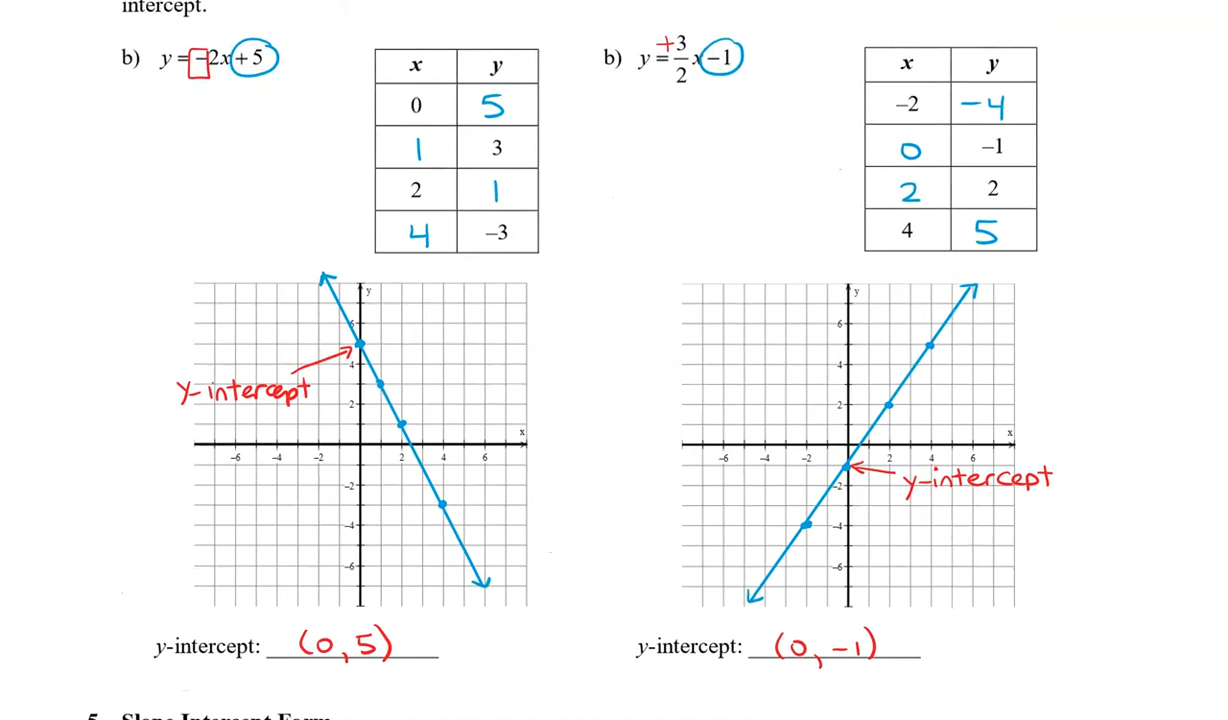 intercept.
b) y = -2x + 5
x y
0 5
1 3
2 1
4 -3
y
6
4
2
-6 -4 -2 2 4 6 x
-2
-4
-6
y-intercept
y-intercept: (0, 5)
b) y = +3/2 x - 1
x y
-2 -4
0 -1
2 2
4 5
y
6
2
-6 -4 -2 2 4 6 x
-2
-4
-6
y-intercept
y-intercept: (0, -1)